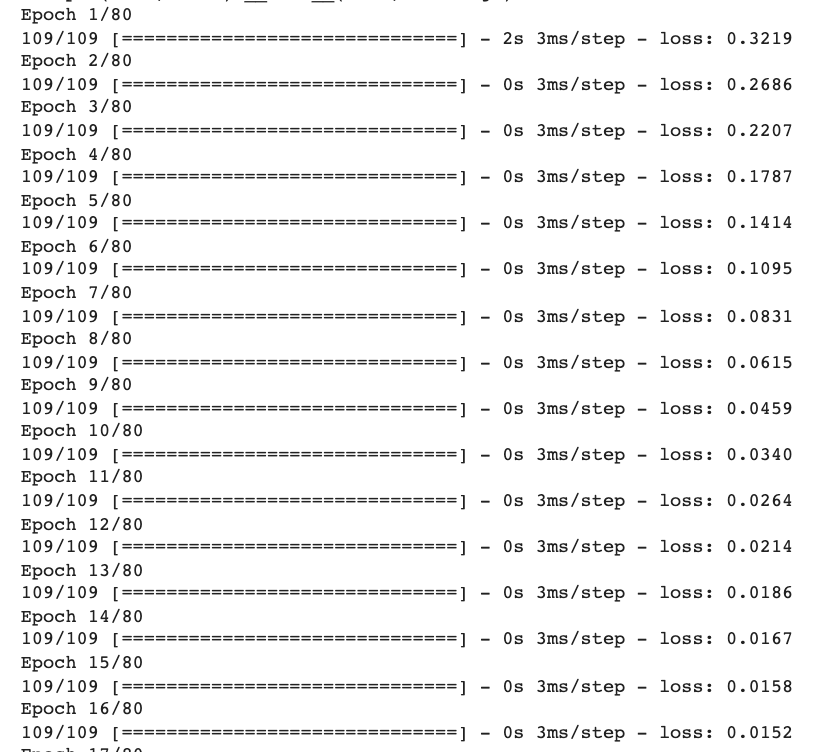 Epoch 1/80
109/109 [==============================] - 2s 3ms/step - loss: 0.3219
Epoch 2/80
109/109 [==============================] - 0s 3ms/step - loss: 0.2686
Epoch 3/80
109/109 [==============================] - 0s 3ms/step - loss: 0.2207
Epoch 4/80
109/109 [==============================] - 0s 3ms/step - loss: 0.1787
Epoch 5/80
109/109 [==============================] - 0s 3ms/step - loss: 0.1414
Epoch 6/80
109/109 [==============================] - 0s 3ms/step - loss: 0.1095
Epoch 7/80
109/109 [==============================] - 0s 3ms/step - loss: 0.0831
Epoch 8/80
109/109 [==============================] - 0s 3ms/step - loss: 0.0615
Epoch 9/80
109/109 [==============================] - 0s 3ms/step - loss: 0.0459
Epoch 10/80
109/109 [==============================] - 0s 3ms/step - loss: 0.0340
Epoch 11/80
109/109 [==============================] - 0s 3ms/step - loss: 0.0264
Epoch 12/80
109/109 [==============================] - 0s 3ms/step - loss: 0.0214
Epoch 13/80
109/109 [==============================] - 0s 3ms/step - loss: 0.0186
Epoch 14/80
109/109 [==============================] - 0s 3ms/step - loss: 0.0167
Epoch 15/80
109/109 [==============================] - 0s 3ms/step - loss: 0.0158
Epoch 16/80
109/109 [==============================] - 0s 3ms/step - loss: 0.0152
Epoch 17/80